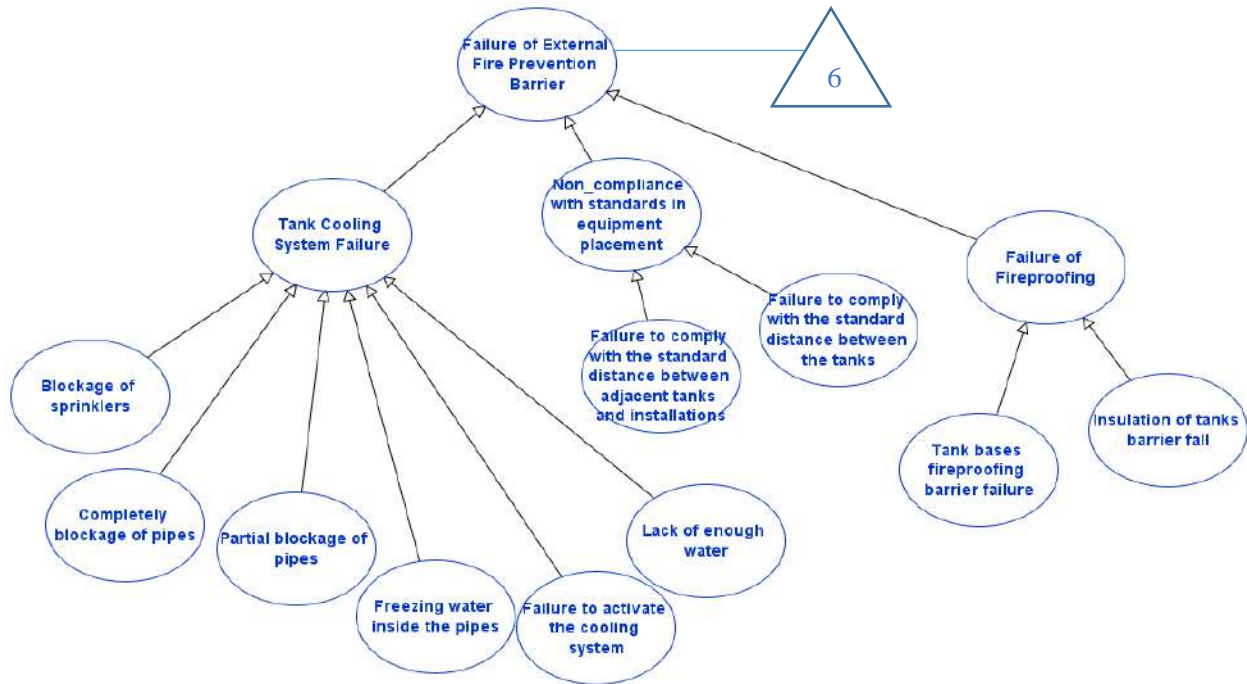 Failure of External
Fire Prevention
Barrier
6
Tank Cooling
System Failure
Non_compliance
with standards in
equipment
placement
Failure of
Fireproofing
Failure to comply
with the standard
distance between
the tanks
Failure to comply
with the standard
distance between
adjacent tanks
and installations
Blockage of
sprinklers
Insulation of tanks
barrier fail
Tank bases
fireproofing
barrier failure
Completely
blockage of pipes
Partial blockage of
pipes
Lack of enough
water
Freezing water
inside the pipes
Failure to activate
the cooling
system